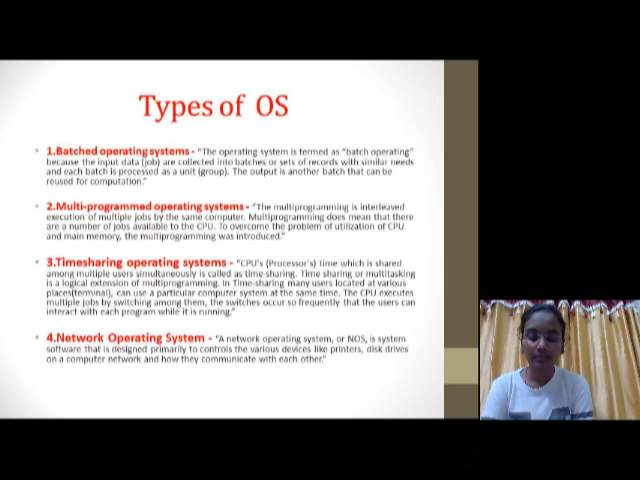 Types of OS
• 1.Batched operating systems - "The operating system is termed as "batch operating"
because the input data (job) are collected into batches or sets of records with similar needs
and each batch is processed as a unit (group). The output is another batch that can be
reused for computation."
• 2.Multi-programmed operating systems - "The multiprogramming is interleaved
execution of multiple jobs by the same computer. Multiprogramming does mean that there
are a number of jobs available to the CPU. To overcome the problem of utilization of CPU
and main memory, the multiprogramming was introduced."
• 3.Timesharing operating systems - "CPU's (Processor's) time which is shared
among multiple users simultaneously is called as time-sharing. Time sharing or multitasking
is a logical extension of multiprogramming. In Time-sharing many users located at various
places(terminal), can use a particular computer system at the same time. The CPU executes
multiple jobs by switching among them, the switches occur so frequently that the users can
interact with each program while it is running."
• 4.Network Operating System - "A network operating system, or NOS, is system
software that is designed primarily to controls the various devices like printers, disk drives
on a computer network and how they communicate with each other."